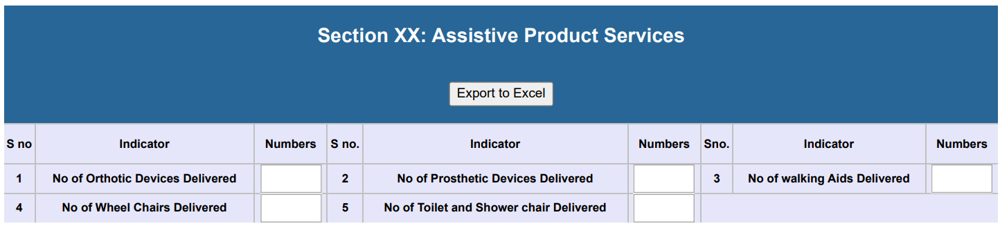 Section XX: Assistive Product Services
Export to Excel
S no Indicator Numbers S no. Indicator Numbers Sno. Indicator Numbers
1 No of Orthotic Devices Delivered 2 No of Prosthetic Devices Delivered 3 No of walking Aids Delivered
4 No of Wheel Chairs Delivered 5 No of Toilet and Shower chair Delivered